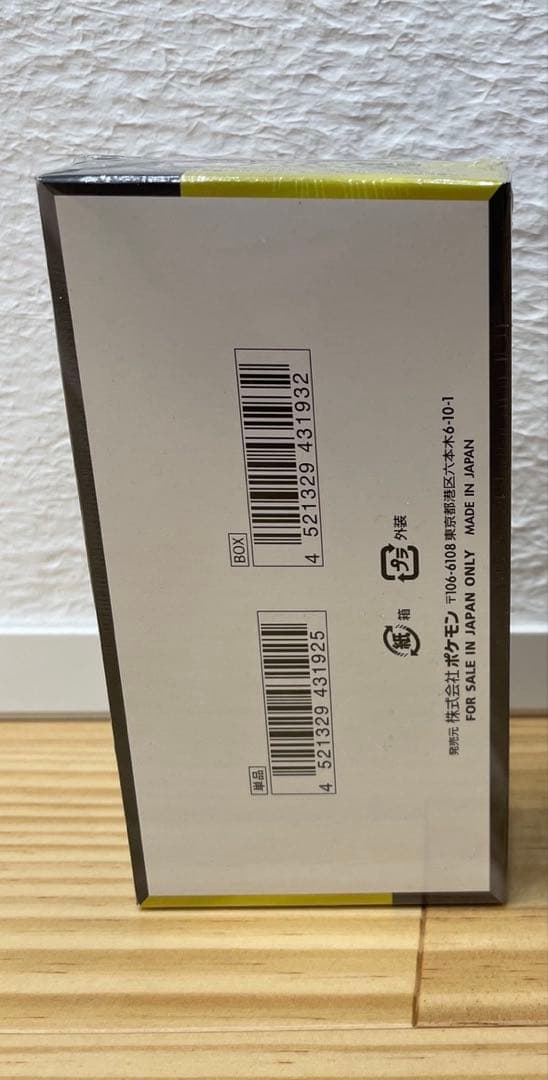 単品
4 521329 431925
BOX
4 521329 431932
紙 箱
プラ 外装
発売元 株式会社 ポケモン 〒106-6108 東京都港区六本木6-10-1
FOR SALE IN JAPAN ONLY MADE IN JAPAN